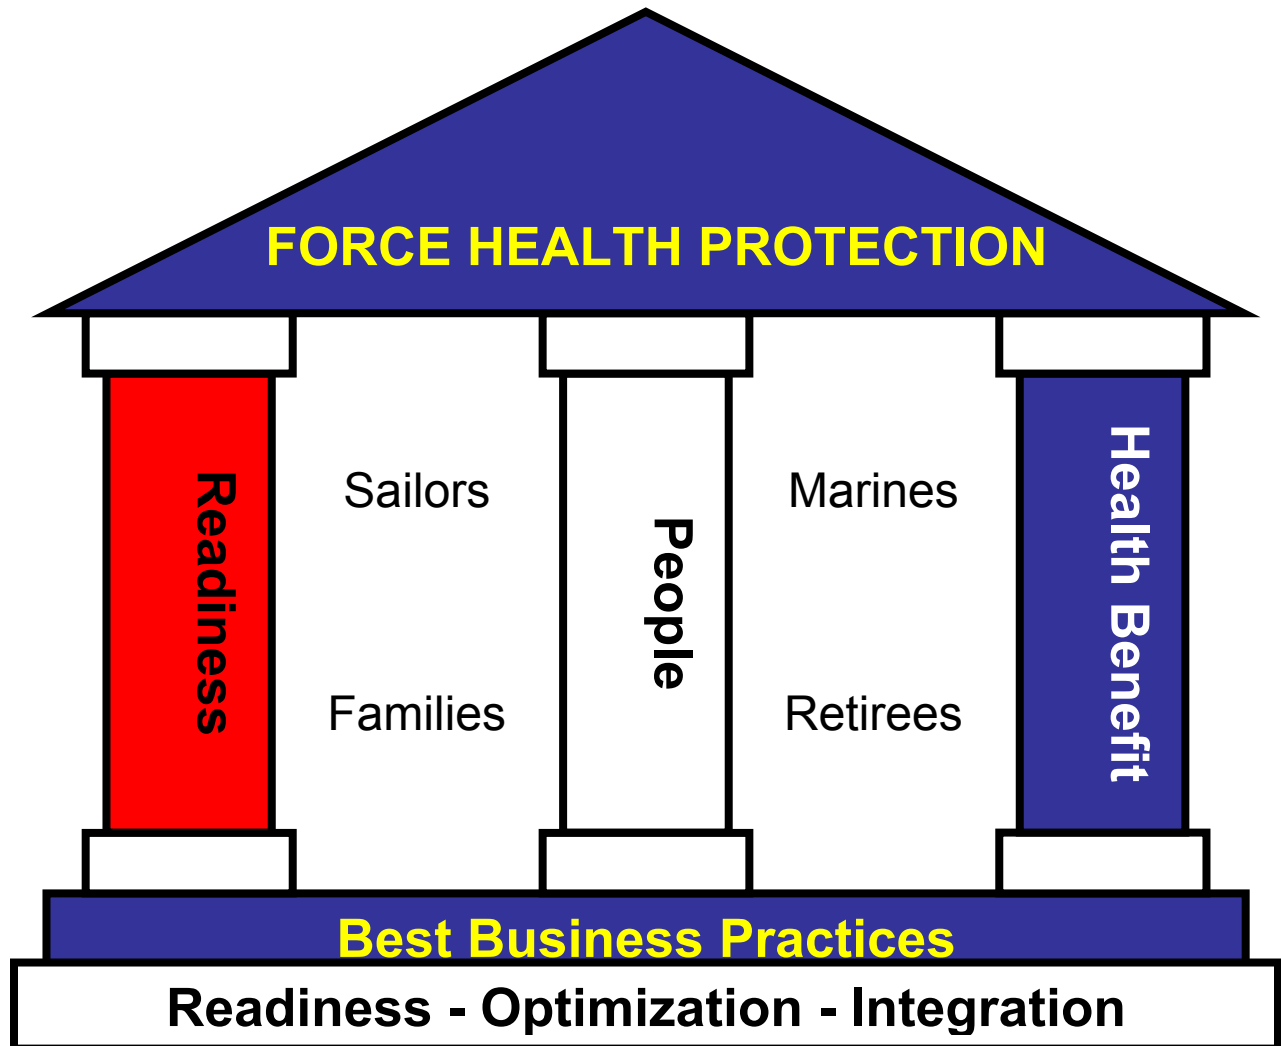 FORCE HEALTH PROTECTION
Readiness
Sailors
People
Marines
Health Benefit
Families
Retirees
Best Business Practices
Readiness - Optimization - Integration